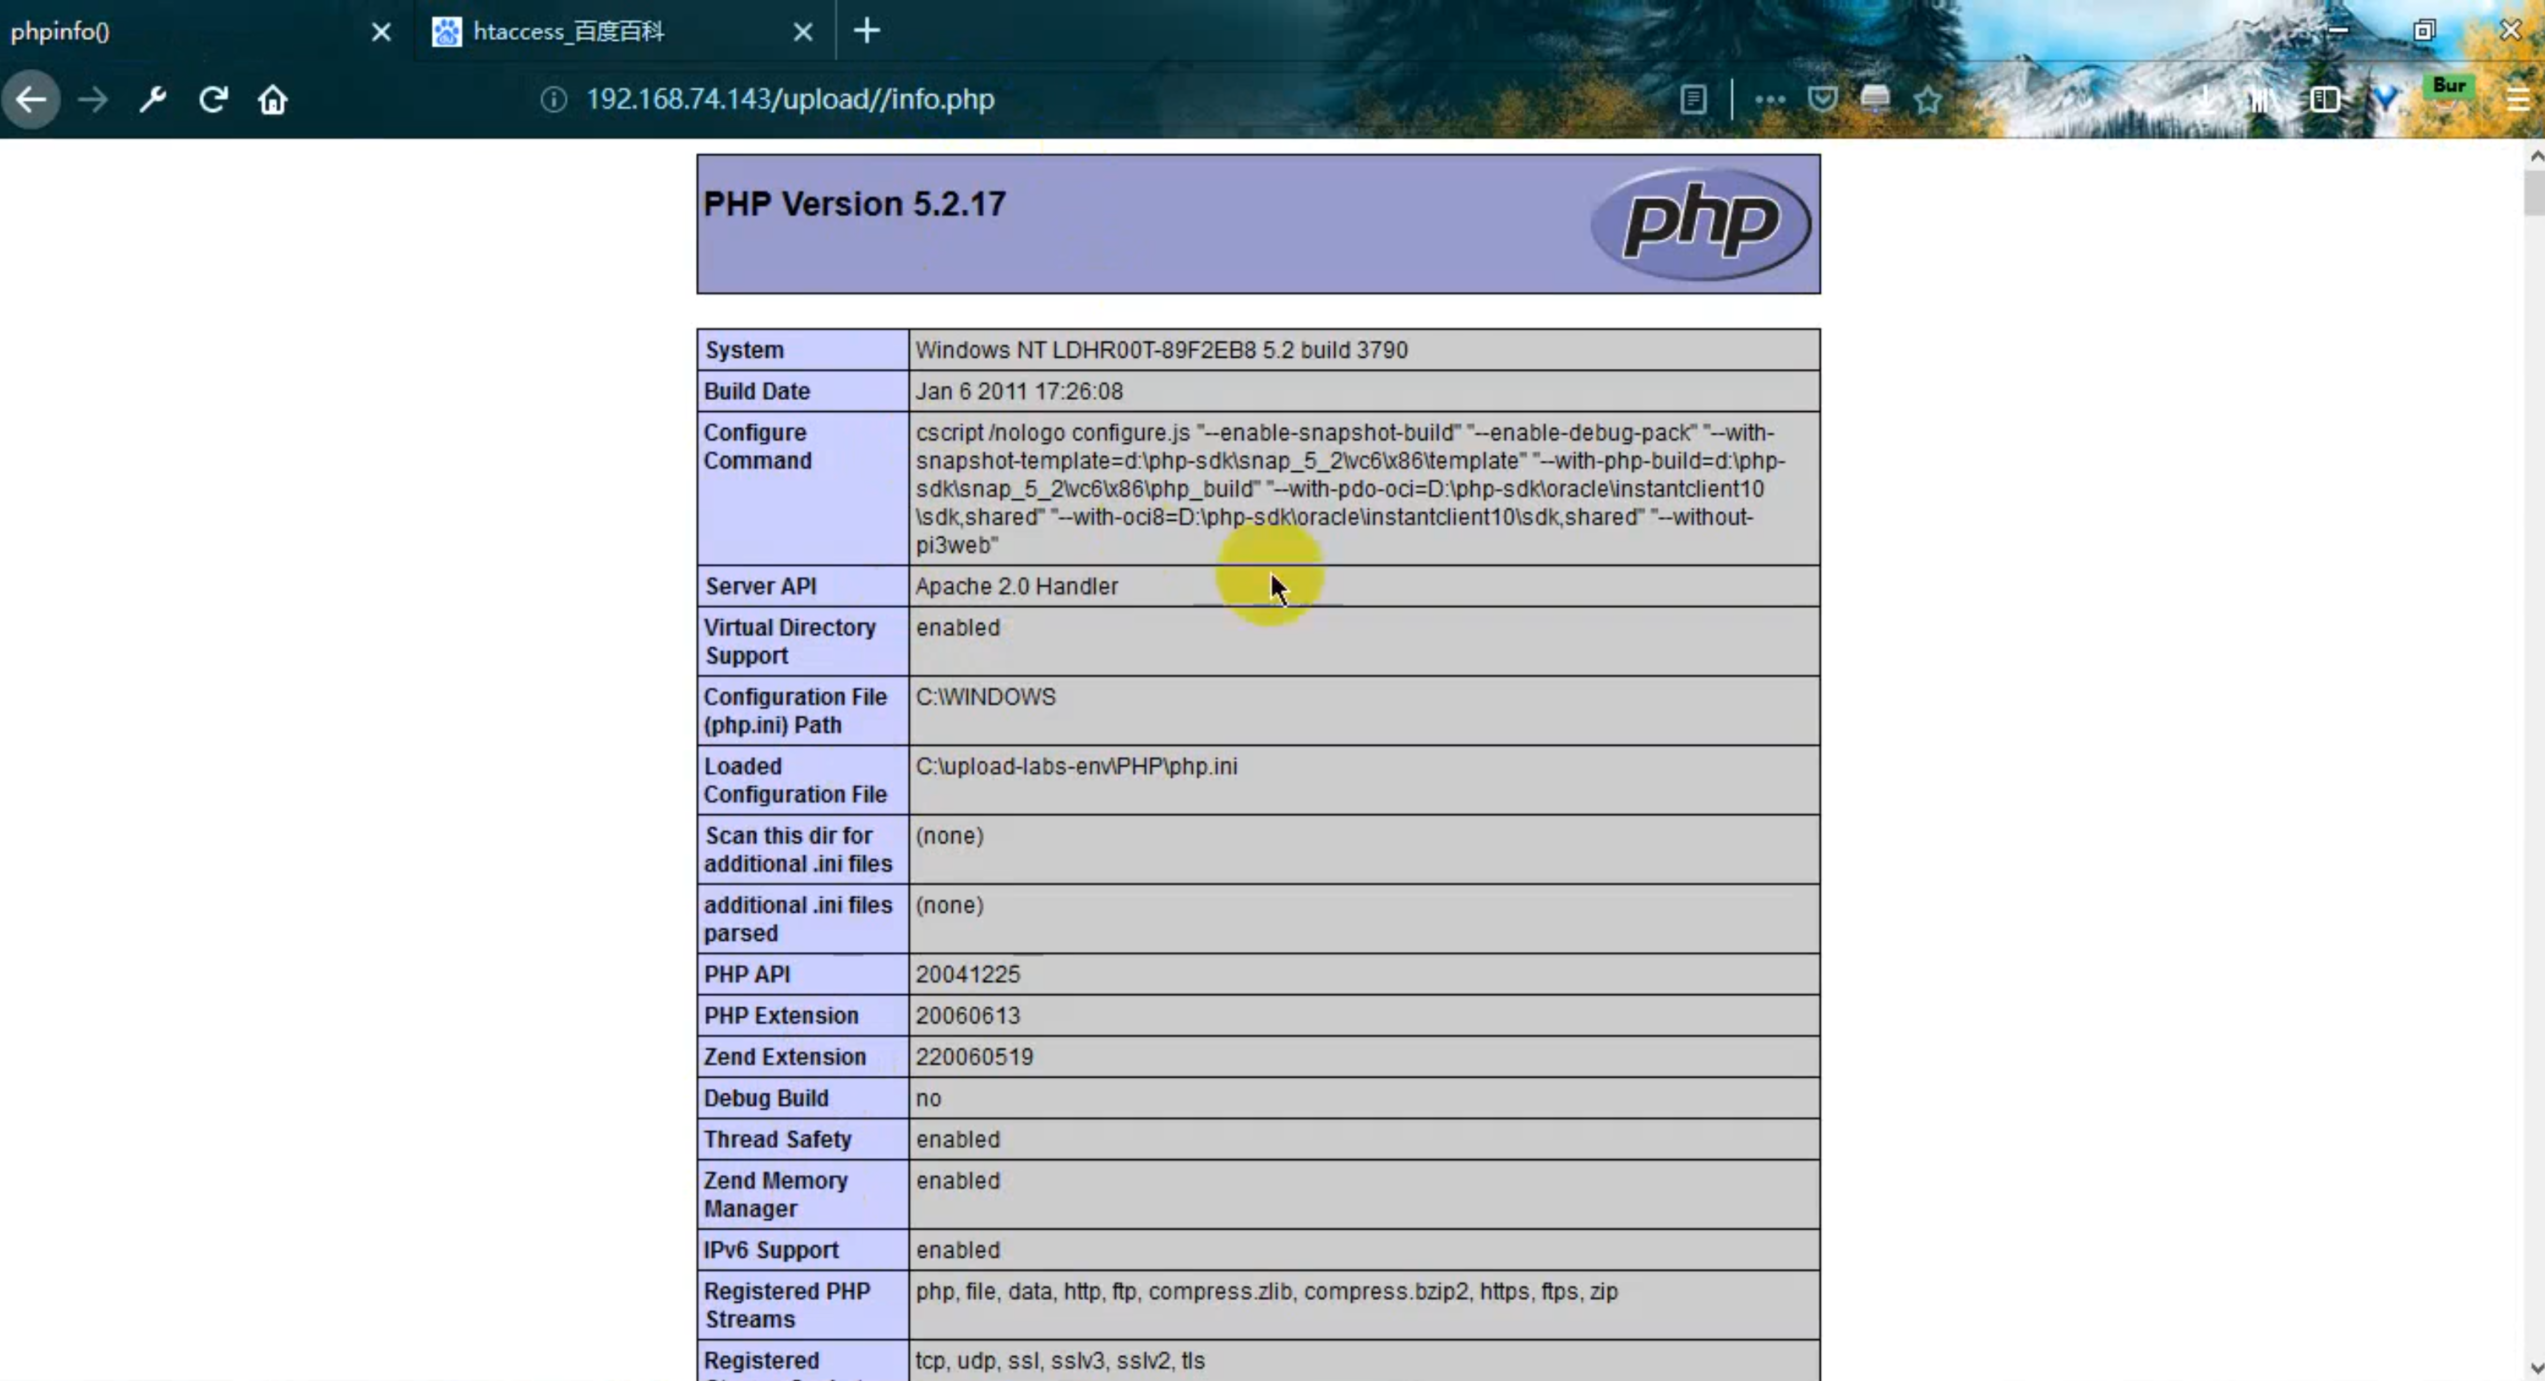 phpinfo()
htaccess_百度百科
192.168.74.143/upload//info.php
Bur
PHP Version 5.2.17
php
System
Windows NT LDHR00T-89F2EB8 5.2 build 3790
Build Date
Jan 6 2011 17:26:08
Configure
Command
cscript /nologo configure.js "--enable-snapshot-build" "--enable-debug-pack" "--with-
snapshot-template=d:\php-sdk\snap_5_2\vc6\x86\template" "--with-php-build=d:\php-
sdk\snap_5_2\vc6\x86\php_build" "--with-pdo-oci=D:\php-sdk\oracle\instantclient10
\sdk,shared" "--with-oci8=D:\php-sdk\oracle\instantclient10\sdk,shared" "--without-
pi3web"
Server API
Apache 2.0 Handler
Virtual Directory
Support
enabled
Configuration File
(php.ini) Path
C:\WINDOWS
Loaded
Configuration File
C:\upload-labs-env\PHP\php.ini
Scan this dir for
additional .ini files
(none)
additional .ini files
parsed
(none)
PHP API
20041225
PHP Extension
20060613
Zend Extension
220060519
Debug Build
no
Thread Safety
enabled
Zend Memory
Manager
enabled
IPv6 Support
enabled
Registered PHP
Streams
php, file, data, http, ftp, compress.zlib, compress.bzip2, https, ftps, zip
Registered
tcp, udp, ssl, sslv3, sslv2, tls